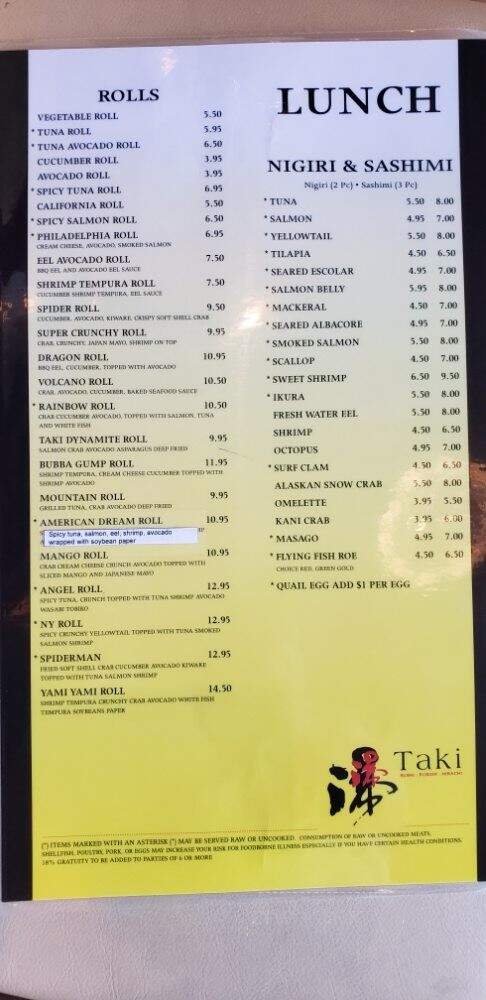 ROLLS
VEGETABLE ROLL 5.50
* TUNA ROLL 5.95
* TUNA AVOCADO ROLL 6.50
CUCUMBER ROLL 3.95
AVOCADO ROLL 3.95
* SPICY TUNA ROLL 6.95
CALIFORNIA ROLL 5.50
* SPICY SALMON ROLL 6.50
* PHILADELPHIA ROLL 6.95
CREAM CHEESE, AVOCADO, SMOKED SALMON
EEL AVOCADO ROLL 7.50
BBQ EEL AND AVOCADO EEL SAUCE
SHRIMP TEMPURA ROLL 7.50
CUCUMBER SHRIMP TEMPURA, EEL SAUCE
SPIDER ROLL 9.50
CUCUMBER, AVOCADO, KIWARE, CRISPY SOFT SHELL CRAB
SUPER CRUNCHY ROLL 9.95
CRAB, CRUNCHY, JAPAN MAYO, SHRIMP ON TOP
DRAGON ROLL 10.95
BBQ EEL, CUCUMBER, TOPPED WITH AVOCADO
VOLCANO ROLL 10.50
CRAB, AVOCADO, CUCUMBER, BAKED SEAFOOD SAUCE
* RAINBOW ROLL 10.50
CRAB CUCUMBER AVOCADO, TOPPED WITH SALMON, TUNA
AND WHITE FISH
TAKI DYNAMITE ROLL 9.95
SALMON CRAB AVOCADO ASPARAGUS DEEP FRIED
BUBBA GUMP ROLL 11.95
SHRIMP TEMPURA, CREAM CHEESE CUCUMBER TOPPED WITH
SHRIMP AVOCADO
MOUNTAIN ROLL 9.95
GRILLED TUNA, CRAB AVOCADO DEEP FRIED
* AMERICAN DREAM ROLL 10.95
Spicy tuna, salmon, eel, shrimp, avocado
wrapped with soybean paper
MANGO ROLL 10.95
CRAB CREAM CHEESE CRUNCH AVOCADO TOPPED WITH
SLICED MANGO AND JAPANESE MAYO
* ANGEL ROLL 12.95
SPICY TUNA, CRUNCH TOPPED WITH TUNA SHRIMP AVOCADO
WASABI TOBIKO
* NY ROLL 12.95
SPICY CRUNCHY YELLOWTAIL TOPPED WITH TUNA SMOKED
SALMON SHRIMP
* SPIDERMAN 12.95
FRIED SOFT SHELL CRAB CUCUMBER AVOCADO KIWARE
TOPPED WITH TUNA SALMON SHRIMP
YAMI YAMI ROLL 14.50
SHRIMP TEMPURA CRUNCHY CRAB AVOCADO WHITE FISH
TEMPURA SOYBEANS PAPER
LUNCH
NIGIRI & SASHIMI
Nigiri (2 Pc) • Sashimi (3 Pc)
* TUNA 5.50 8.00
* SALMON 4.95 7.00
* YELLOWTAIL 5.50 8.00
* TILAPIA 4.50 6.50
* SEARED ESCOLAR 4.95 7.00
* SALMON BELLY 5.95 8.00
* MACKERAL 4.50 7.00
* SEARED ALBACORE 4.95 7.00
* SMOKED SALMON 5.50 8.00
* SCALLOP 4.50 7.00
* SWEET SHRIMP 6.50 9.50
* IKURA 5.50 8.00
FRESH WATER EEL 5.50 8.00
SHRIMP 4.50 6.50
OCTOPUS 4.95 7.00
* SURF CLAM 4.50 6.50
ALASKAN SNOW CRAB 5.50 8.00
OMELETTE 3.95 5.50
KANI CRAB 3.95 6.00
* MASAGO 4.95 7.00
* FLYING FISH ROE 4.50 6.50
CHOICE RED, GREEN GOLD
* QUAIL EGG ADD $1 PER EGG
Taki
(*) ITEMS MARKED WITH AN ASTERISK (*) MAY BE SERVED RAW OR UNCOOKED. CONSUMPTION OF RAW OR UNCOOKED MEATS,
SHELLFISH, POULTRY, PORK, OR EGGS MAY INCREASE YOUR RISK FOR FOODBORNE ILLNESS ESPECIALLY IF YOU HAVE CERTAIN HEALTH CONDITIONS.
18% GRATUITY TO BE ADDED TO PARTIES OF 6 OR MORE